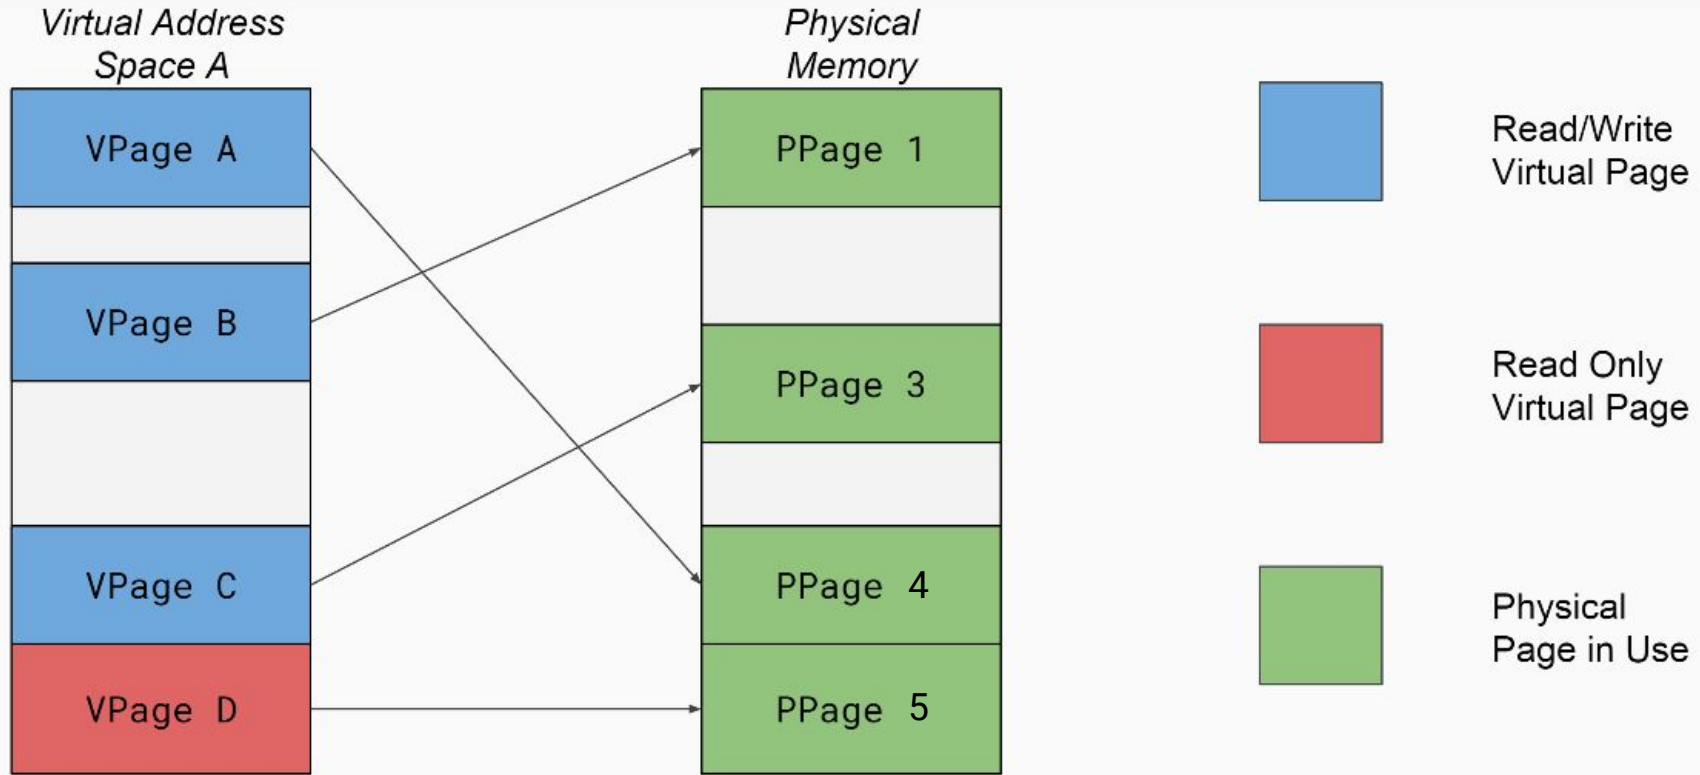 Virtual Address
Space A
Physical
Memory
VPage A
VPage B
VPage C
VPage D
PPage 1
PPage 3
PPage 4
PPage 5
Read/Write
Virtual Page
Read Only
Virtual Page
Physical
Page in Use